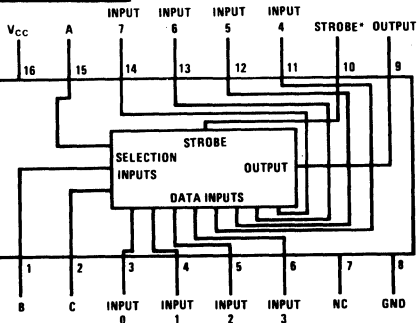 INPUT INPUT INPUT INPUT
VCC A 7 6 5 4 STROBE* OUTPUT
16 15 14 13 12 11 10 9
STROBE
SELECTION
INPUTS
OUTPUT
DATA INPUTS
1 2 3 4 5 6 7 8
B C INPUT INPUT INPUT INPUT NC GND
0 1 2 3